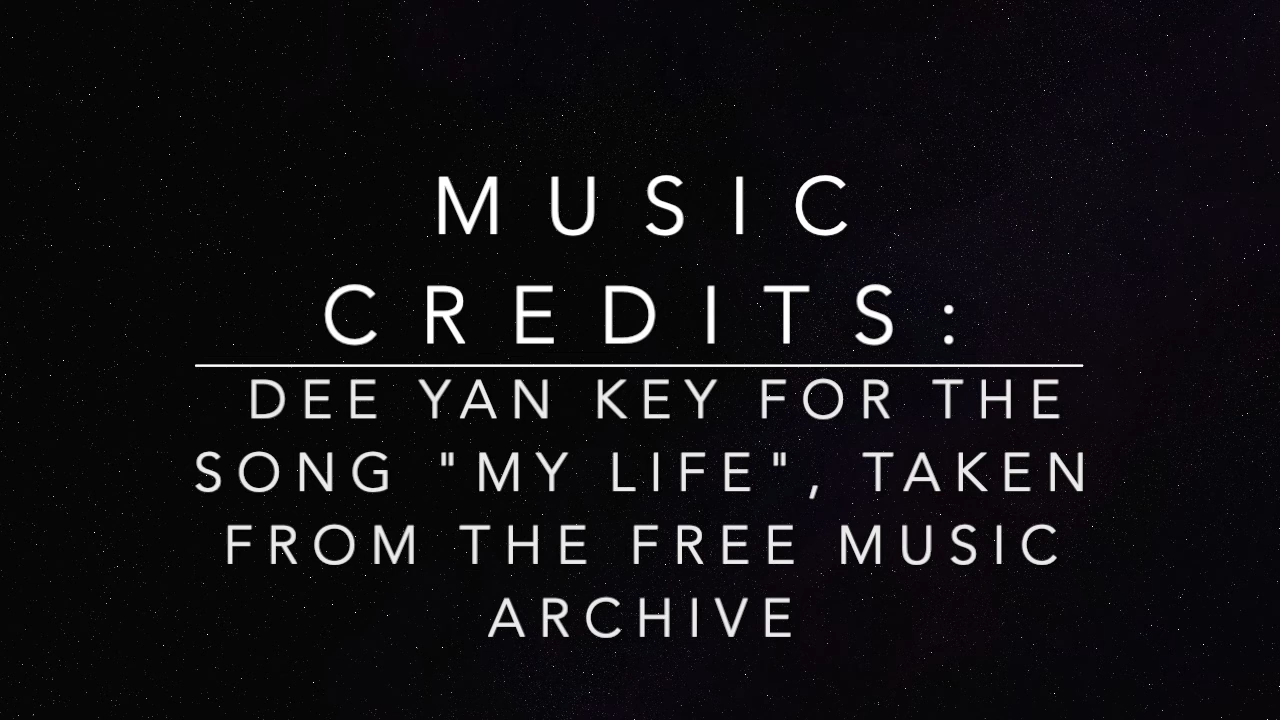 MUSIC
CREDITS:
DEE YAN KEY FOR THE
SONG "MY LIFE", TAKEN
FROM THE FREE MUSIC
ARCHIVE